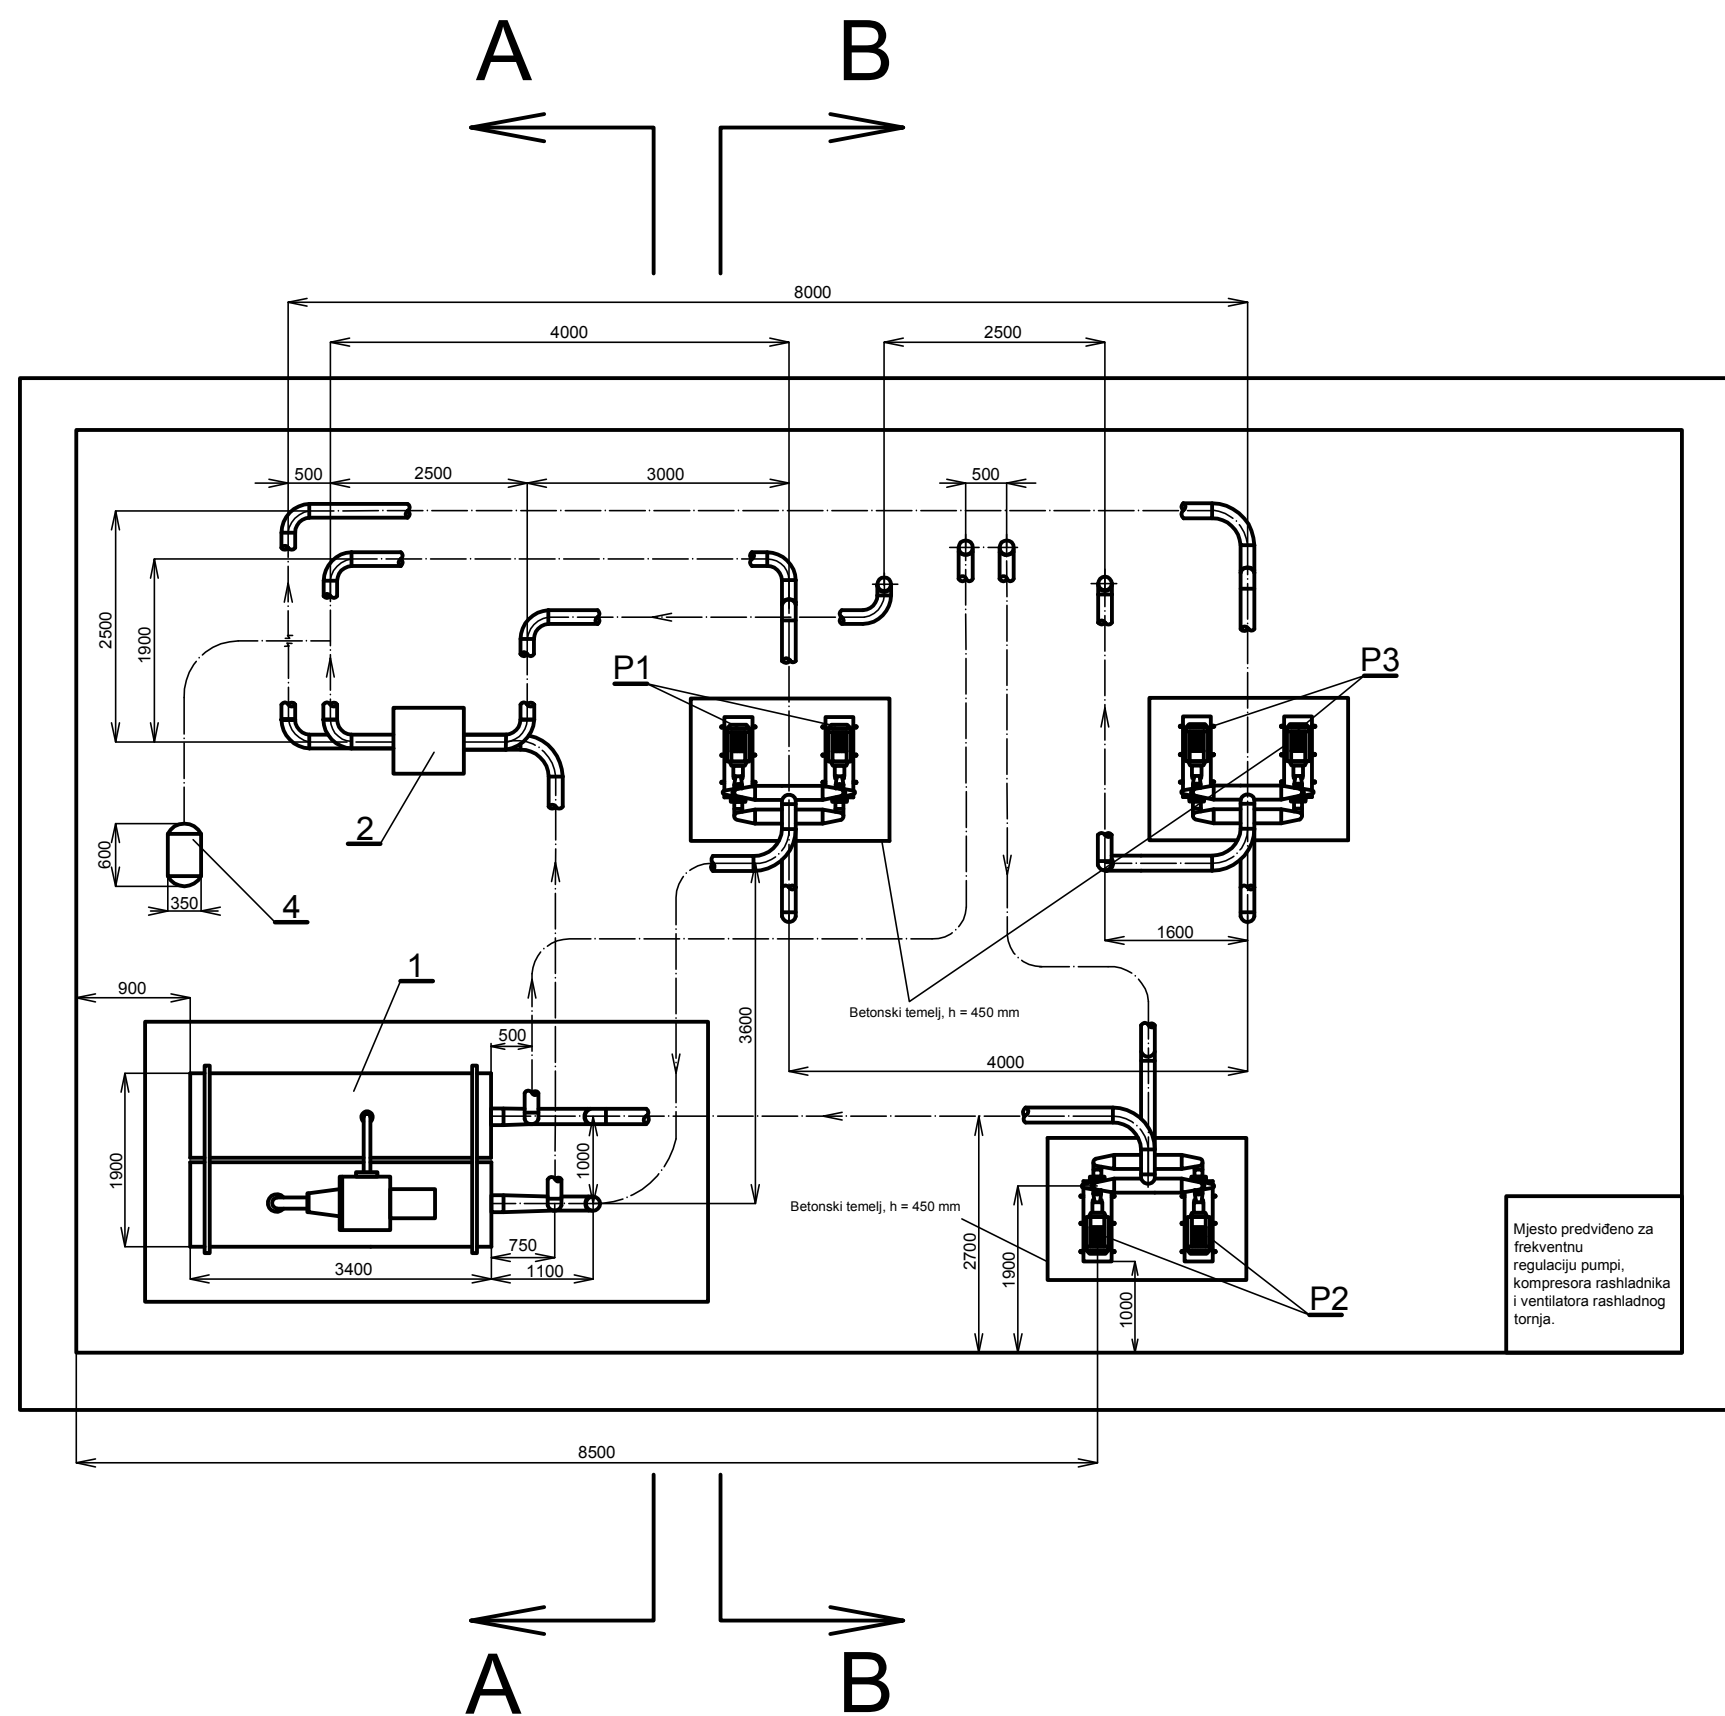 A
B
8000
4000
2500
500
2500
3000
500
2500
1900
P1
P3
2
600
350
4
1600
1
900
Betonski temelj, h = 450 mm
500
3600
4000
1900
1000
2700
1900
1000
Betonski temelj, h = 450 mm
750
3400
1100
P2
Mjesto predviđeno za
frekventnu
regulaciju pumpi,
kompresora rashladnika
i ventilatora rashladnog
tornja.
8500
A
B